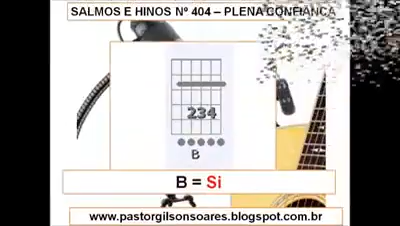 SALMOS E HINOS Nº 404 – PLENA CONFIANÇA
234
B
B = Si
www.pastorgilsonsoares.blogspot.com.br